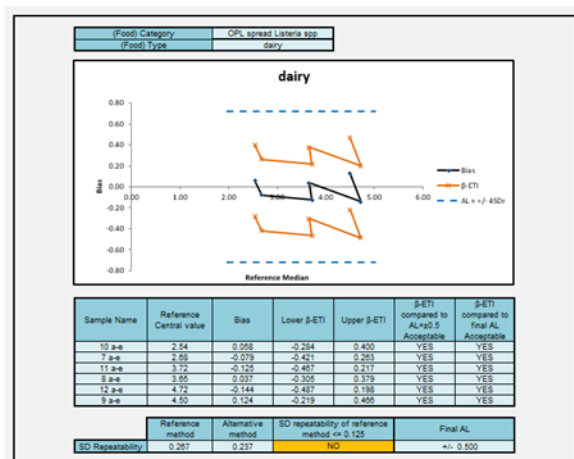 (Food) Category OPL spread Listeria spp
(Food) Type dairy
dairy
0.80
0.60
0.40
0.20
0.00
-0.20
-0.40
-0.60
-0.80
0.00 1.00 2.00 3.00 4.00 5.00 6.00
Bias
Reference Median
Bias
β-ETI
AL = +/- 4SDr
Sample Name Reference Central value Bias Lower β-ETI Upper β-ETI β-ETI compared to AL=±0.5 Acceptable β-ETI compared to final AL Acceptable
10 a-e 2.54 0.058 -0.284 0.400 YES YES
7 a-e 2.68 -0.079 -0.421 0.263 YES YES
11 a-e 3.72 -0.125 -0.467 0.217 YES YES
8 a-e 3.65 0.037 -0.305 0.379 YES YES
12 a-e 4.72 -0.144 -0.487 0.198 YES YES
9 a-e 4.50 0.124 -0.219 0.466 YES YES
Reference method Alternative method SD repeatability of reference method <= 0.125 Final AL
SD Repeatability 0.267 0.237 NO +/- 0.500